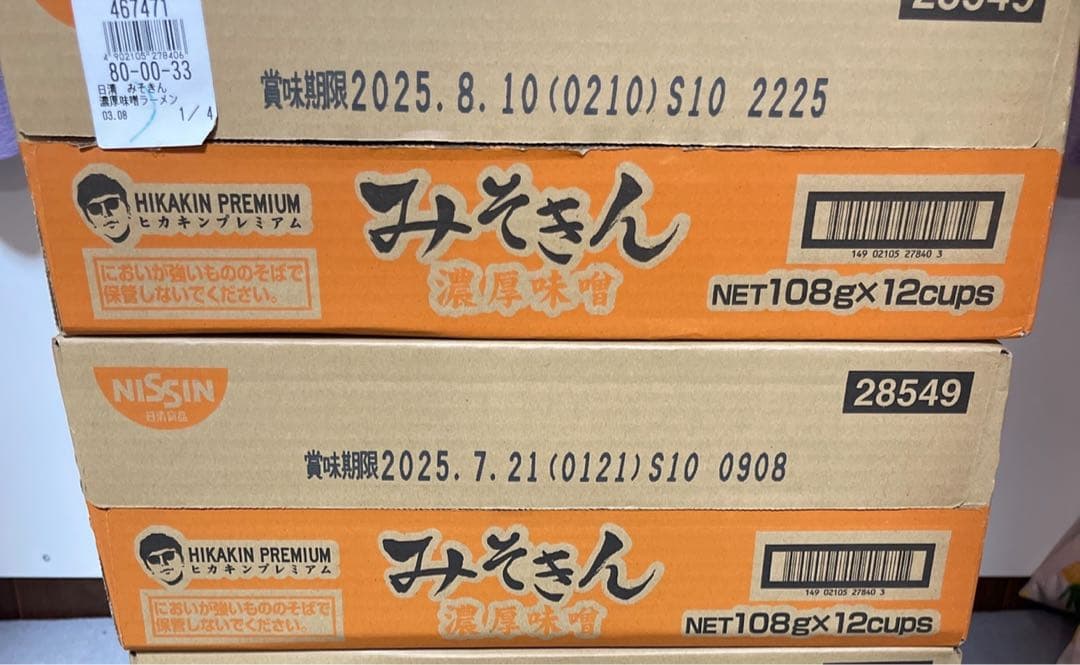 467471
4 902105 278406
80-00-33
日清 みそきん
濃厚味噌ラーメン
03.08 1/4
28549
賞味期限2025.8.10(0210)S10 2225
HIKAKIN PREMIUM
ヒカキンプレミアム
においが強いもののそばで
保管しないでください。
みそきん
濃厚味噌
149 02105 27840 3
NET108g×12cups
NISSIN
日清食品
28549
賞味期限2025.7.21(0121)S10 0908
HIKAKIN PREMIUM
ヒカキンプレミアム
においが強いもののそばで
保管しないでください。
みそきん
濃厚味噌
149 02105 27840 3
NET108g×12cups